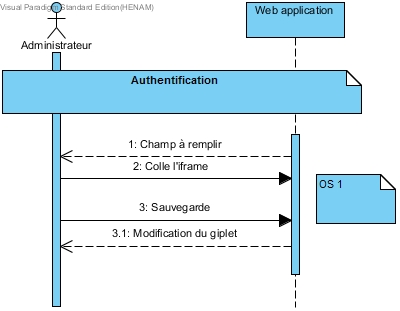 Visual Paradigm Standard Edition(HENAM)
Web application
Administrateur
Authentification
1: Champ à remplir
2: Colle l'iframe
OS 1
3: Sauvegarde
3.1: Modification du giplet